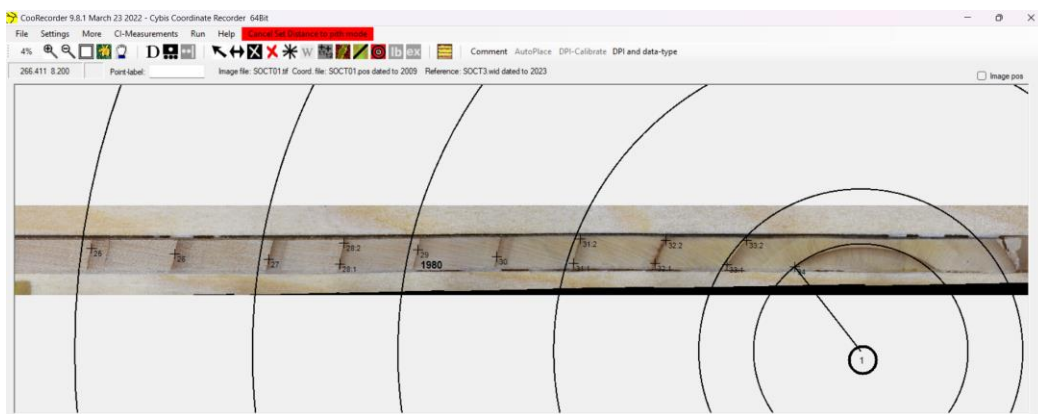 CooRecorder 9.8.1 March 23 2022 - Cybis Coordinate Recorder 64Bit
File Settings More CI-Measurements Run Help Cancel Set Distance to pith mode
4% D W lb ex Comment AutoPlace DPI-Calibrate DPI and data-type
266.411 8.200 Point-label: Image file: SOCT01.tif Coord. file: SOCT01.pos dated to 2009 Reference: SOCT3.wid dated to 2023 Image pos
28:2 31:2 32:2 33:2
26 29 30
27 28:1 1980 31:1 32:1 33:1 34
1